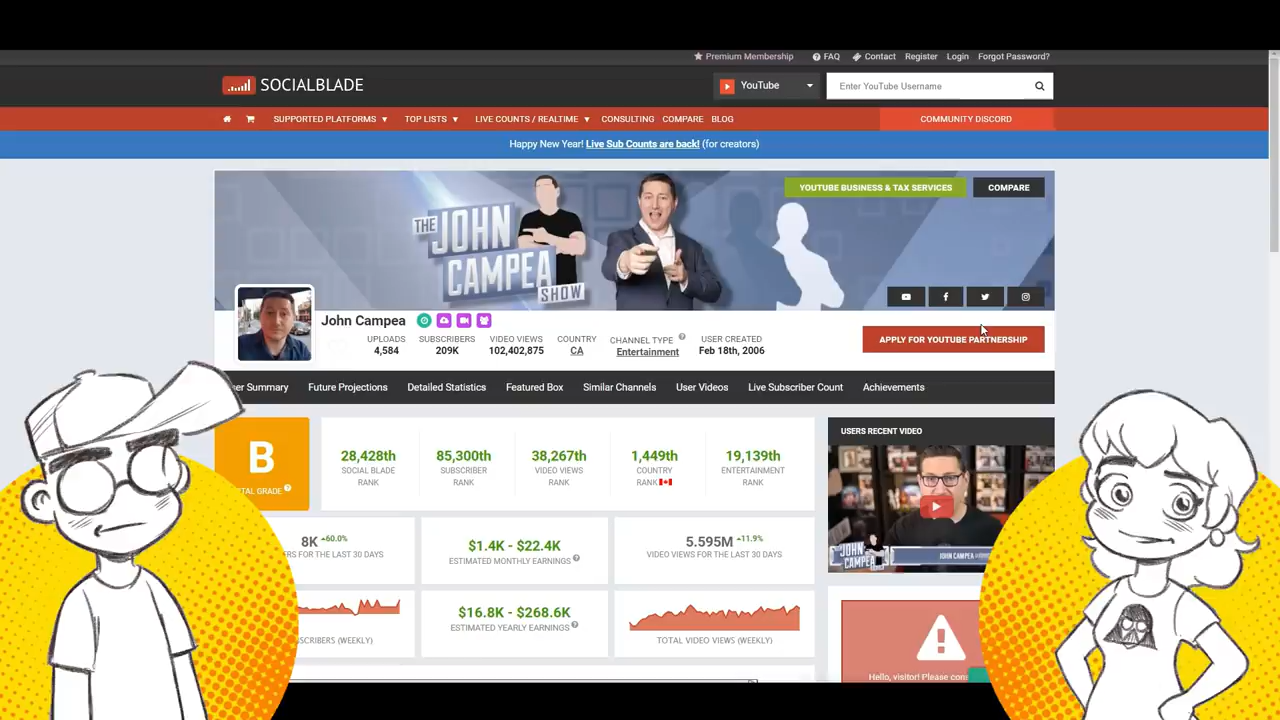 Premium Membership FAQ Contact Register Login Forgot Password?
SOCIALBLADE
YouTube
Enter YouTube Username
SUPPORTED PLATFORMS TOP LISTS LIVE COUNTS / REALTIME CONSULTING COMPARE BLOG
COMMUNITY DISCORD
Happy New Year! Live Sub Counts are back! (for creators)
YOUTUBE BUSINESS & TAX SERVICES
COMPARE
THE
JOHN
CAMPEA
SHOW
John Campea
UPLOADS
4,584
SUBSCRIBERS
209K
VIDEO VIEWS
102,402,875
COUNTRY
CA
CHANNEL TYPE
Entertainment
USER CREATED
Feb 18th, 2006
APPLY FOR YOUTUBE PARTNERSHIP
Summary Future Projections Detailed Statistics Featured Box Similar Channels User Videos Live Subscriber Count Achievements
B
GRADE
28,428th
SOCIAL BLADE
RANK
85,300th
SUBSCRIBER
RANK
38,267th
VIDEO VIEWS
RANK
1,449th
COUNTRY
RANK
19,139th
ENTERTAINMENT
RANK
USERS RECENT VIDEO
JOHN CAMPEA
8K +60.0%
FOR THE LAST 30 DAYS
$1.4K - $22.4K
ESTIMATED MONTHLY EARNINGS
5.595M +11.9%
VIDEO VIEWS FOR THE LAST 30 DAYS
(WEEKLY)
$16.8K - $268.6K
ESTIMATED YEARLY EARNINGS
TOTAL VIDEO VIEWS (WEEKLY)
Hello, visitor! Please